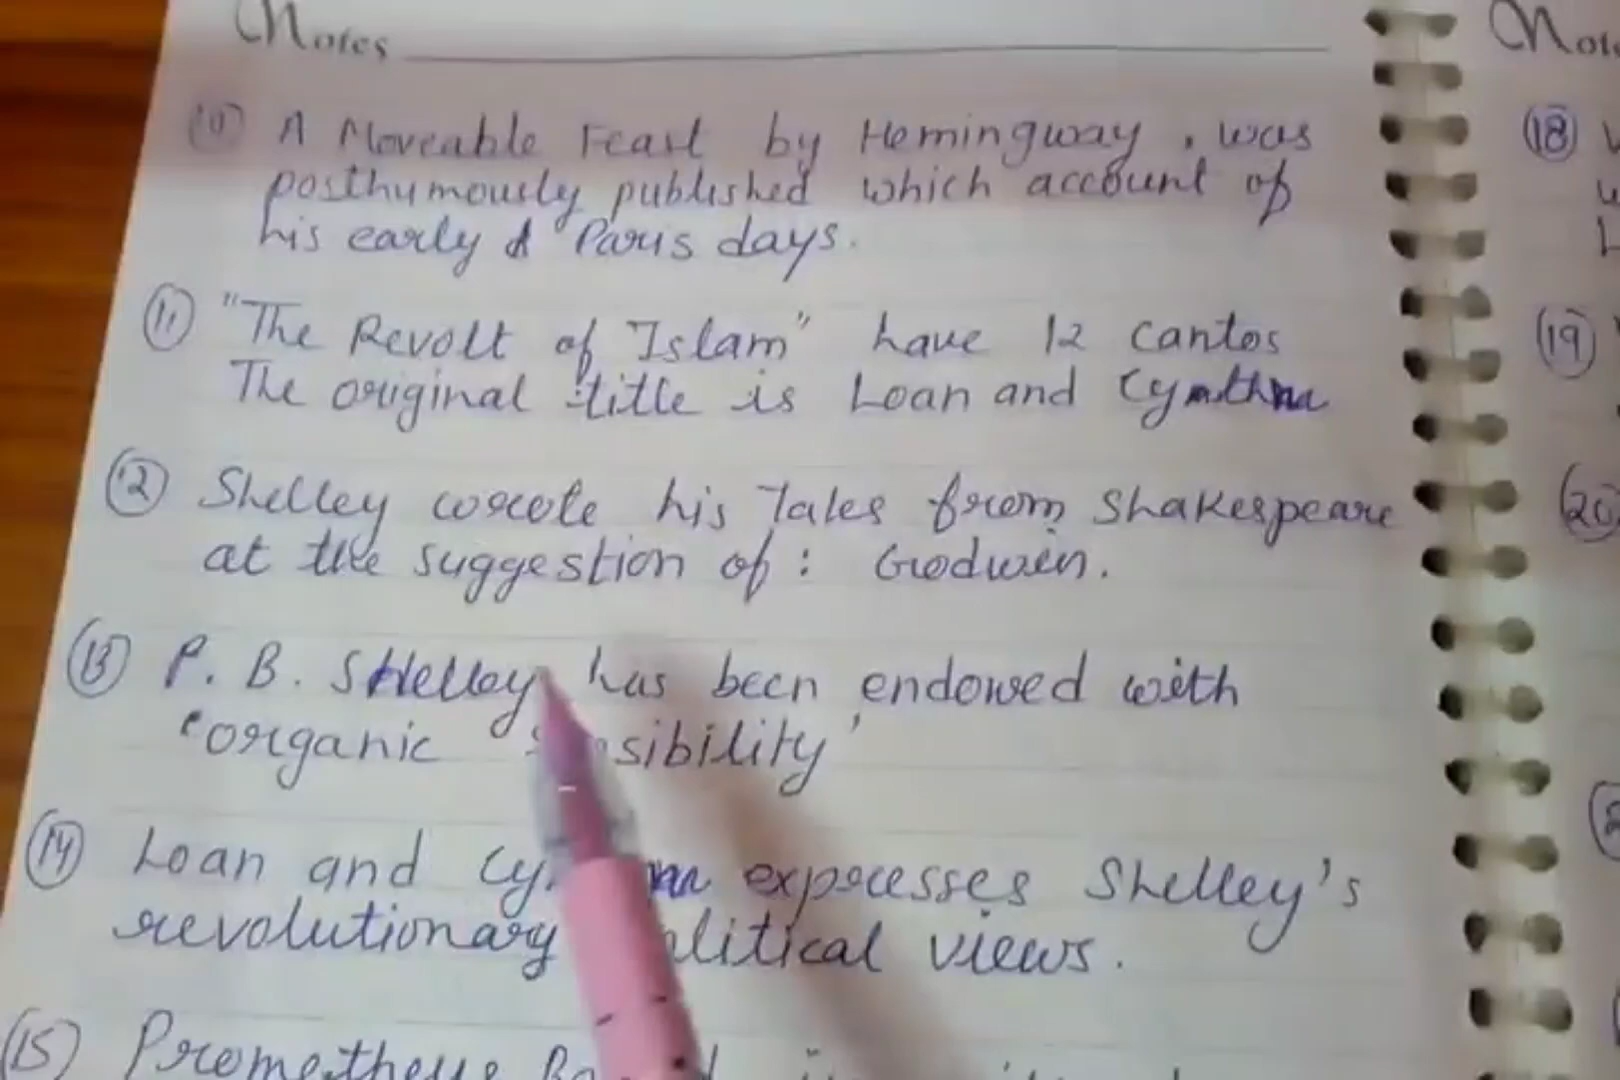 Notes
(10) A Moveable Feast by Hemingway, was
posthumously published which account of
his early Paris days.
(11) "The Revolt of Islam" have 12 cantos
The original title is Loan and Cynthna
(12) Shelley wrote his Tales from Shakespeare
at the suggestion of: Godwin.
(13) P. B. SHelley has been endowed with
'organic sibility'
(14) Loan and expresses Shelley's
revolutionary political views.
(15) Prometheus
Notes
(18)
(19)
(20)